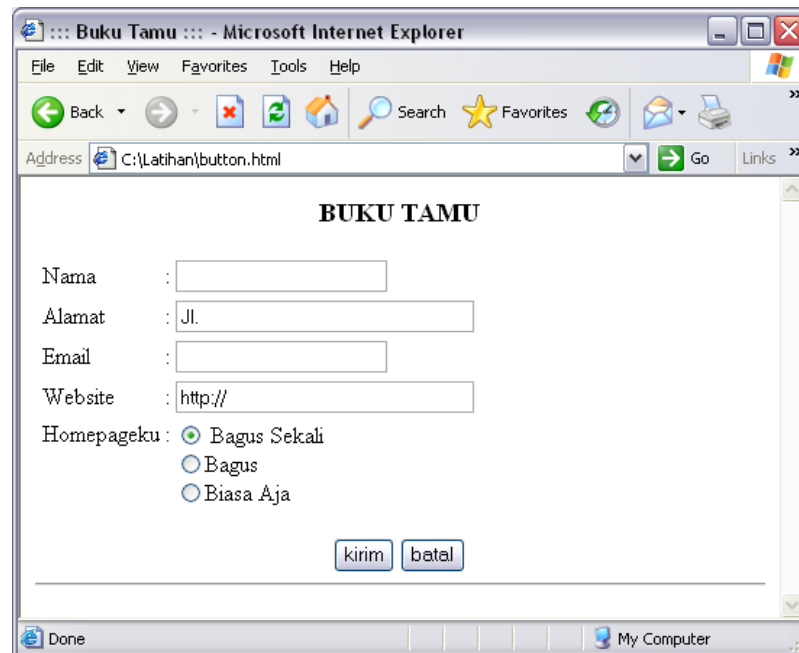 ::: Buku Tamu ::: - Microsoft Internet Explorer
File Edit View Favorites Tools Help
Back Search Favorites »
Address C:\Latihan\button.html Go Links »
BUKU TAMU
Nama :
Alamat : Jl.
Email :
Website : http://
Homepageku : Bagus Sekali
Bagus
Biasa Aja
kirim batal
Done My Computer